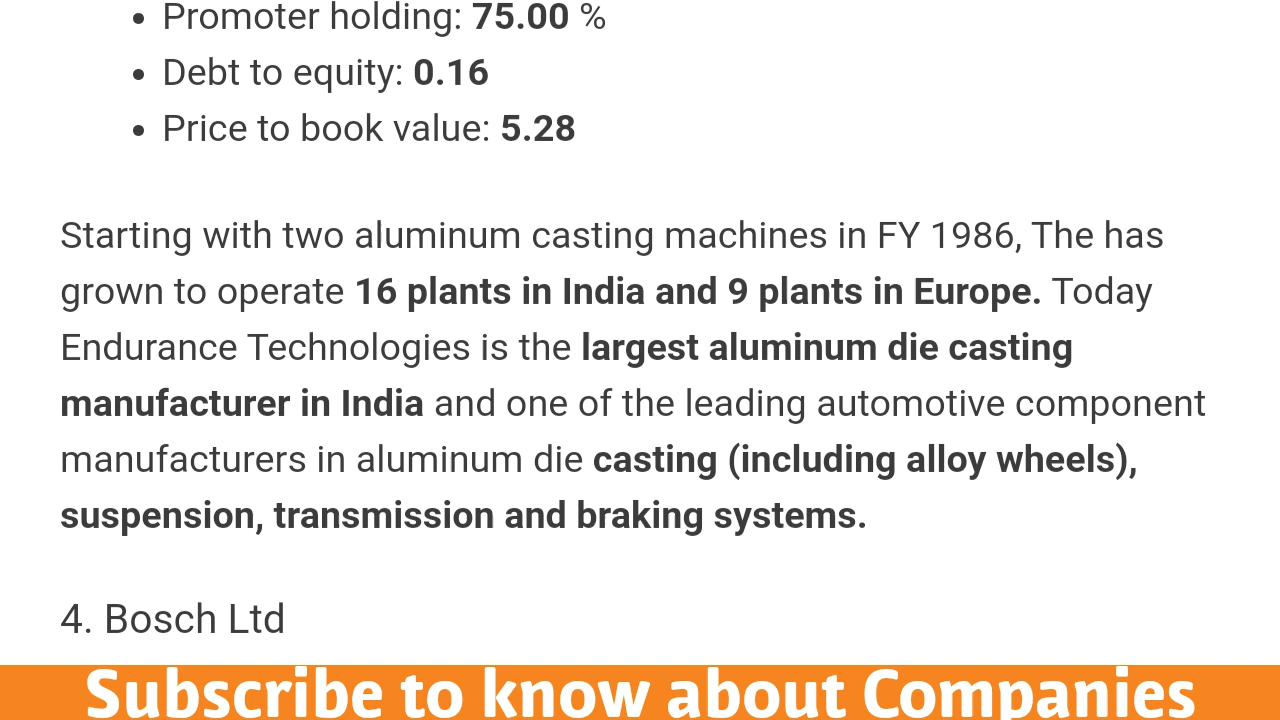 • Promoter holding: 75.00 %
• Debt to equity: 0.16
• Price to book value: 5.28
Starting with two aluminum casting machines in FY 1986, The has
grown to operate 16 plants in India and 9 plants in Europe. Today
Endurance Technologies is the largest aluminum die casting
manufacturer in India and one of the leading automotive component
manufacturers in aluminum die casting (including alloy wheels),
suspension, transmission and braking systems.
4. Bosch Ltd
Subscribe to know about Companies